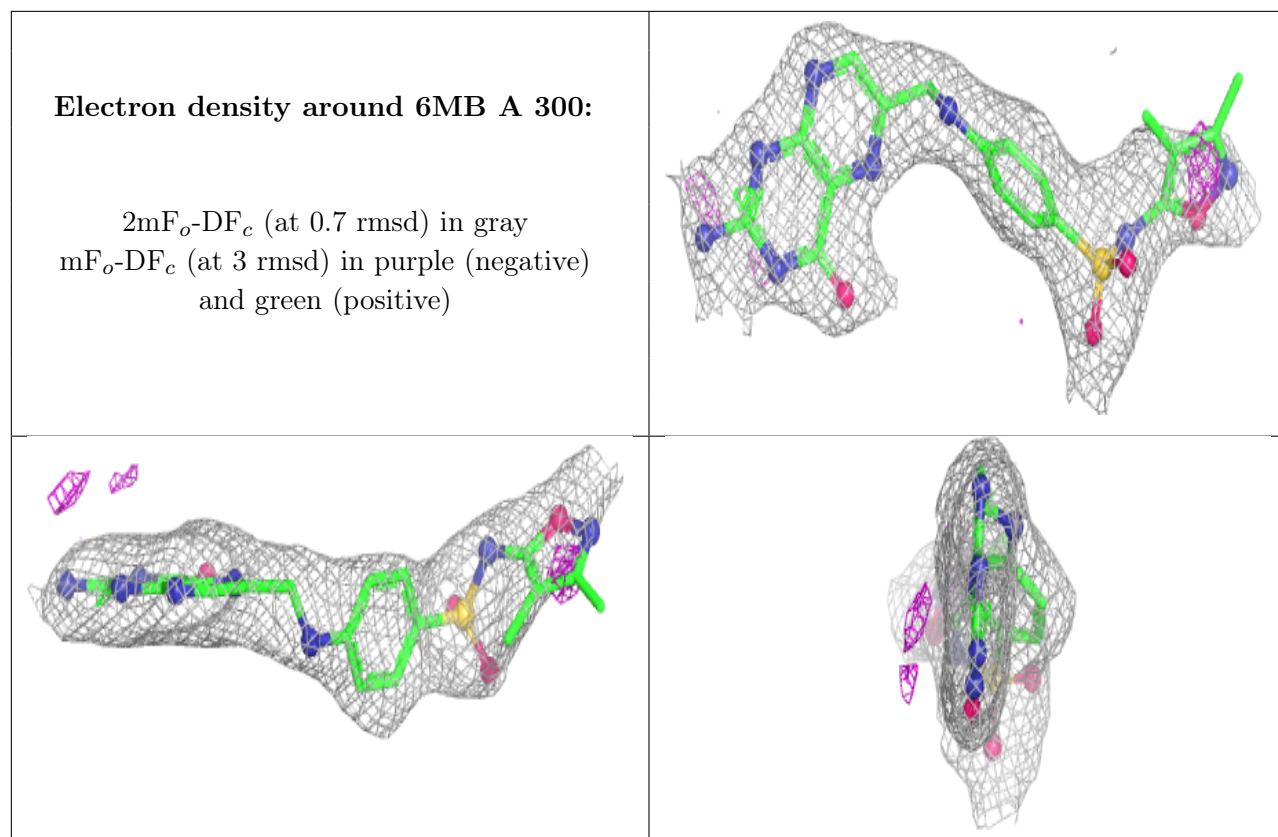 Electron density around 6MB A 300:
2mFₒ-DF𝒸 (at 0.7 rmsd) in gray
mFₒ-DF𝒸 (at 3 rmsd) in purple (negative)
and green (positive)